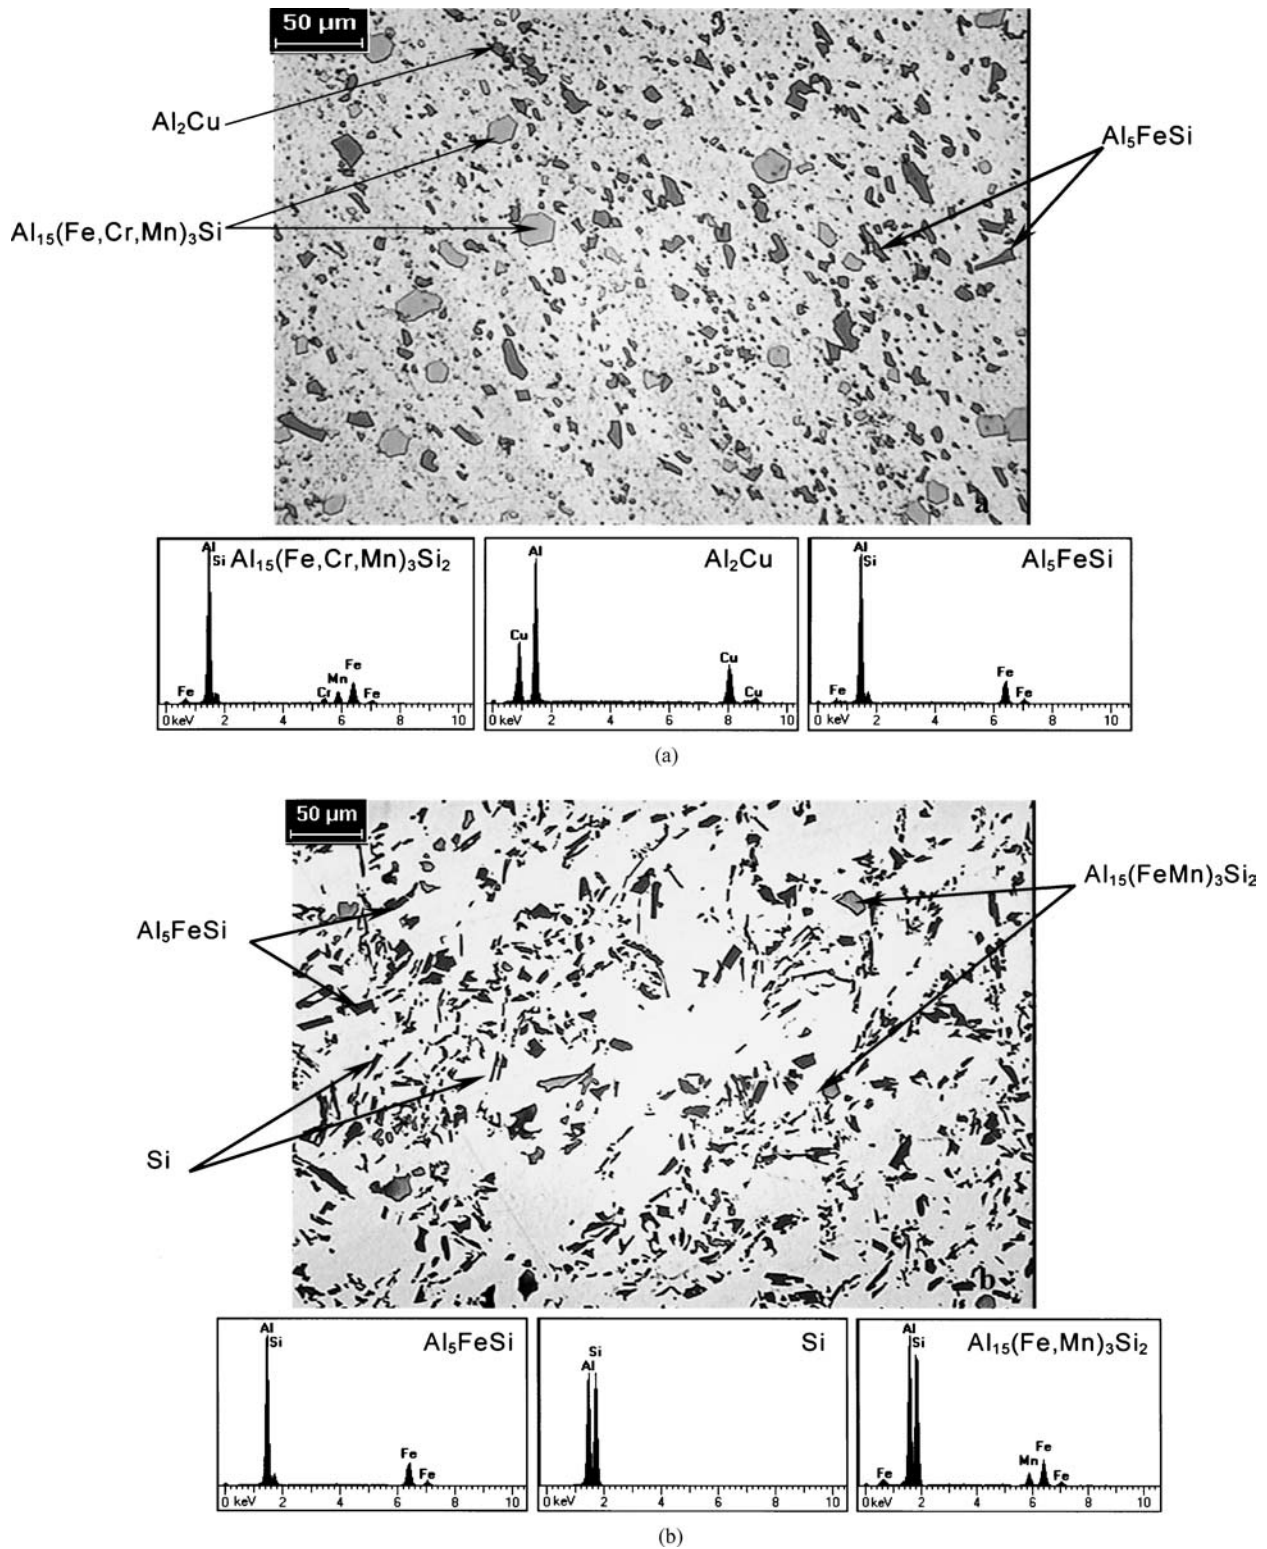 50 µm
Al₂Cu
Al₅FeSi
Al₁₅(Fe,Cr,Mn)₃Si
a
Al Si Al₁₅(Fe,Cr,Mn)₃Si₂
Fe Cr Mn Fe Fe
0 keV 2 4 6 8 10
Al Al₂Cu
Cu Cu Cu
0 keV 2 4 6 8 10
Al Si Al₅FeSi
Fe Fe Fe
0 keV 2 4 6 8 10
(a)
50 µm
Al₁₅(FeMn)₃Si₂
Al₅FeSi
Si
b
Al Si Al₅FeSi
Fe Fe
0 keV 2 4 6 8 10
Si Al Si
0 keV 2 4 6 8 10
Al Si Al₁₅(Fe,Mn)₃Si₂
Fe Mn Fe Fe
0 keV 2 4 6 8 10
(b)